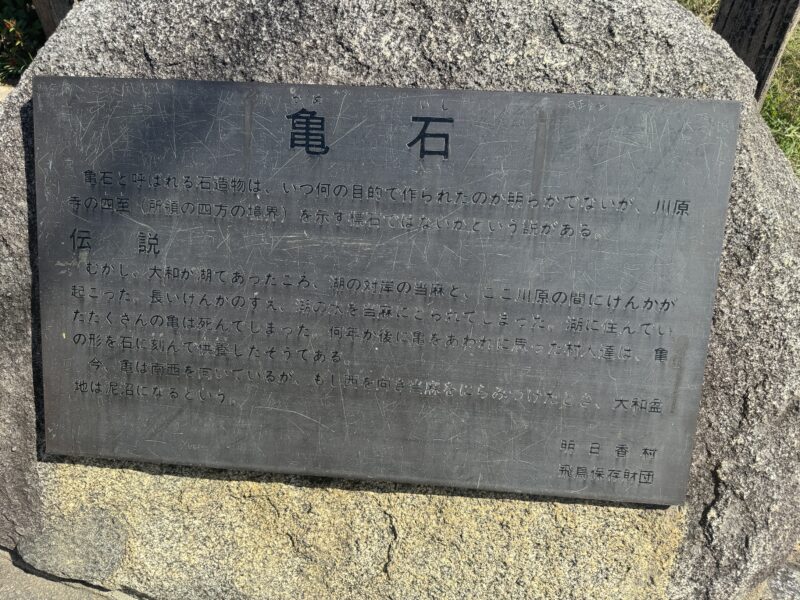 かめ いし
亀石
亀石と呼ばれる石造物は、いつ何の目的で作られたのか明らかでないが、川原
寺の四至（所領の四方の境界）を示す標石ではないかという説がある。
伝説
むかし、大和が湖であったころ、湖の対岸の当麻と、ここ川原の間にけんかが
起こった。長いけんかのすえ、湖の水を当麻にとられてしまった。湖に住んでい
たたくさんの亀は死んでしまった。何年か後に亀をあわれに思った村人達は、亀
の形を石に刻んで供養したそうである。
今、亀は南西を向いているが、もし西を向き当麻をにらみつけたとき、大和盆
地は泥沼になるという。
明日香村
飛鳥保存財団